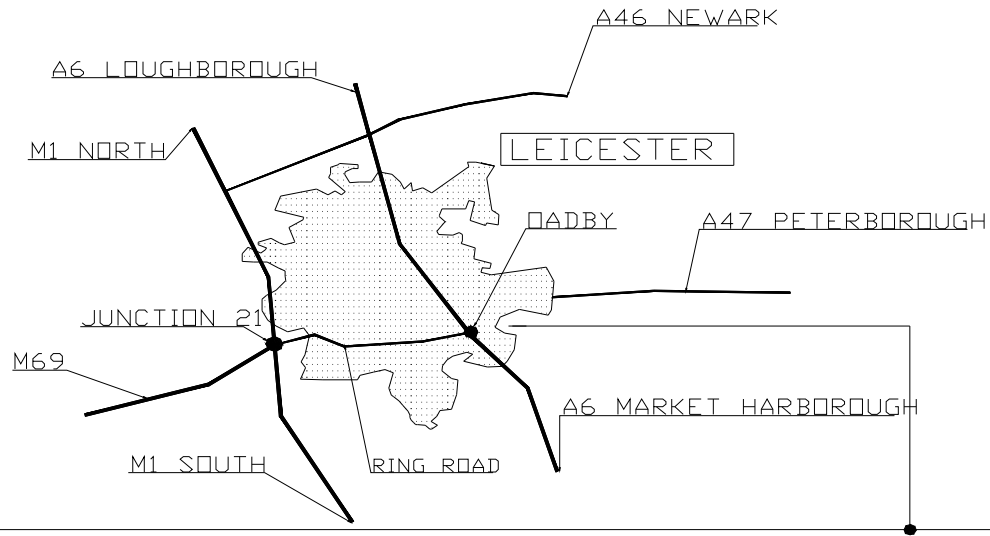 A46 NEWARK
A6 LOUGHBOROUGH
M1 NORTH
LEICESTER
OADBY
A47 PETERBOROUGH
JUNCTION 21
M69
A6 MARKET HARBOROUGH
M1 SOUTH
RING ROAD